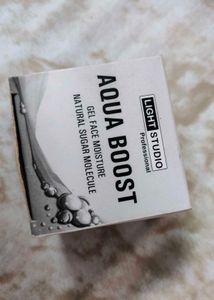 LIGHT STUDIO
Professional
AQUA BOOST
GEL FACE MOISTURE
NATURAL SUGAR MOLECULE